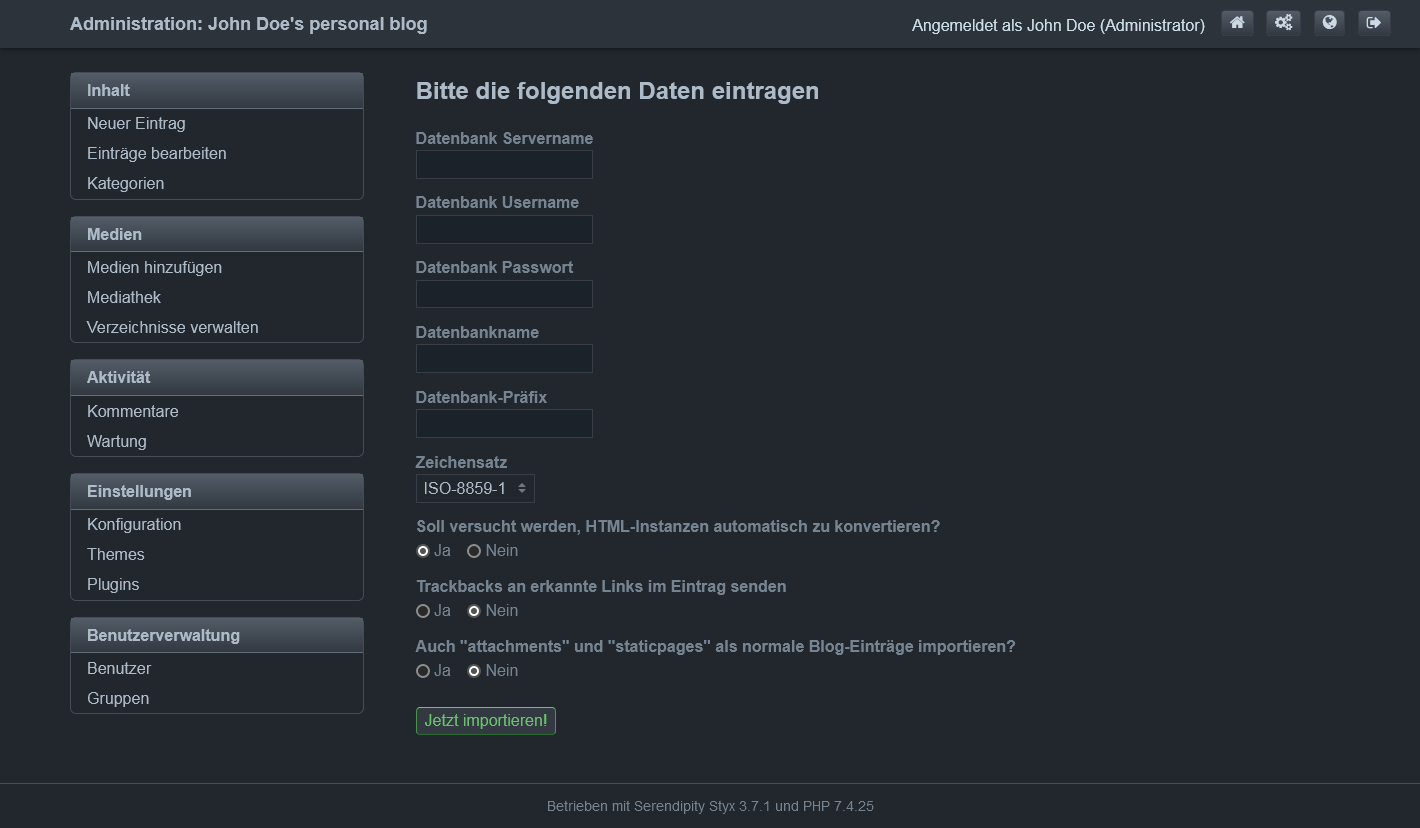 Administration: John Doe's personal blog
Angemeldet als John Doe (Administrator)
Inhalt
Neuer Eintrag
Einträge bearbeiten
Kategorien
Medien
Medien hinzufügen
Mediathek
Verzeichnisse verwalten
Aktivität
Kommentare
Wartung
Einstellungen
Konfiguration
Themes
Plugins
Benutzerverwaltung
Benutzer
Gruppen
Bitte die folgenden Daten eintragen
Datenbank Servername
Datenbank Username
Datenbank Passwort
Datenbankname
Datenbank-Präfix
Zeichensatz
ISO-8859-1
Soll versucht werden, HTML-Instanzen automatisch zu konvertieren?
Ja Nein
Trackbacks an erkannte Links im Eintrag senden
Ja Nein
Auch "attachments" und "staticpages" als normale Blog-Einträge importieren?
Ja Nein
Jetzt importieren!
Betrieben mit Serendipity Styx 3.7.1 und PHP 7.4.25